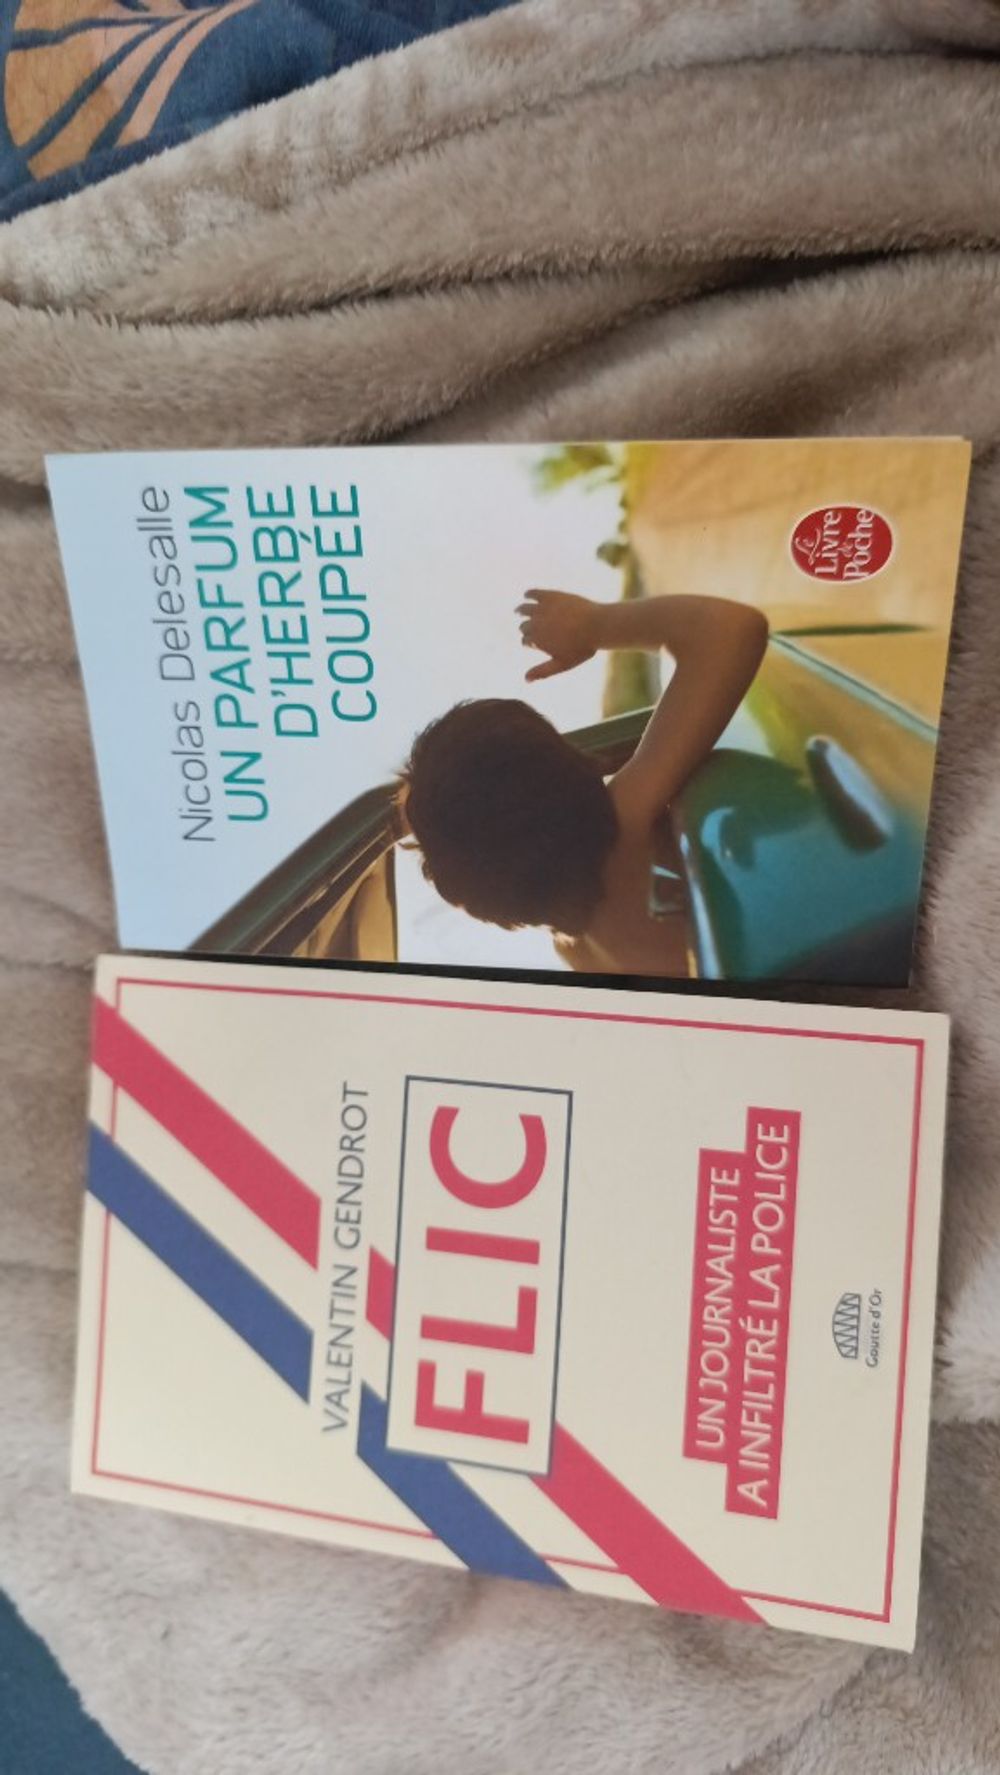 Nicolas Delesalle
UN PARFUM
D'HERBE
COUPÉE
Le
Livre
de
Poche
VALENTIN GENDROT
FLIC
UN JOURNALISTE
A INFILTRÉ LA POLICE
Goutte d'Or